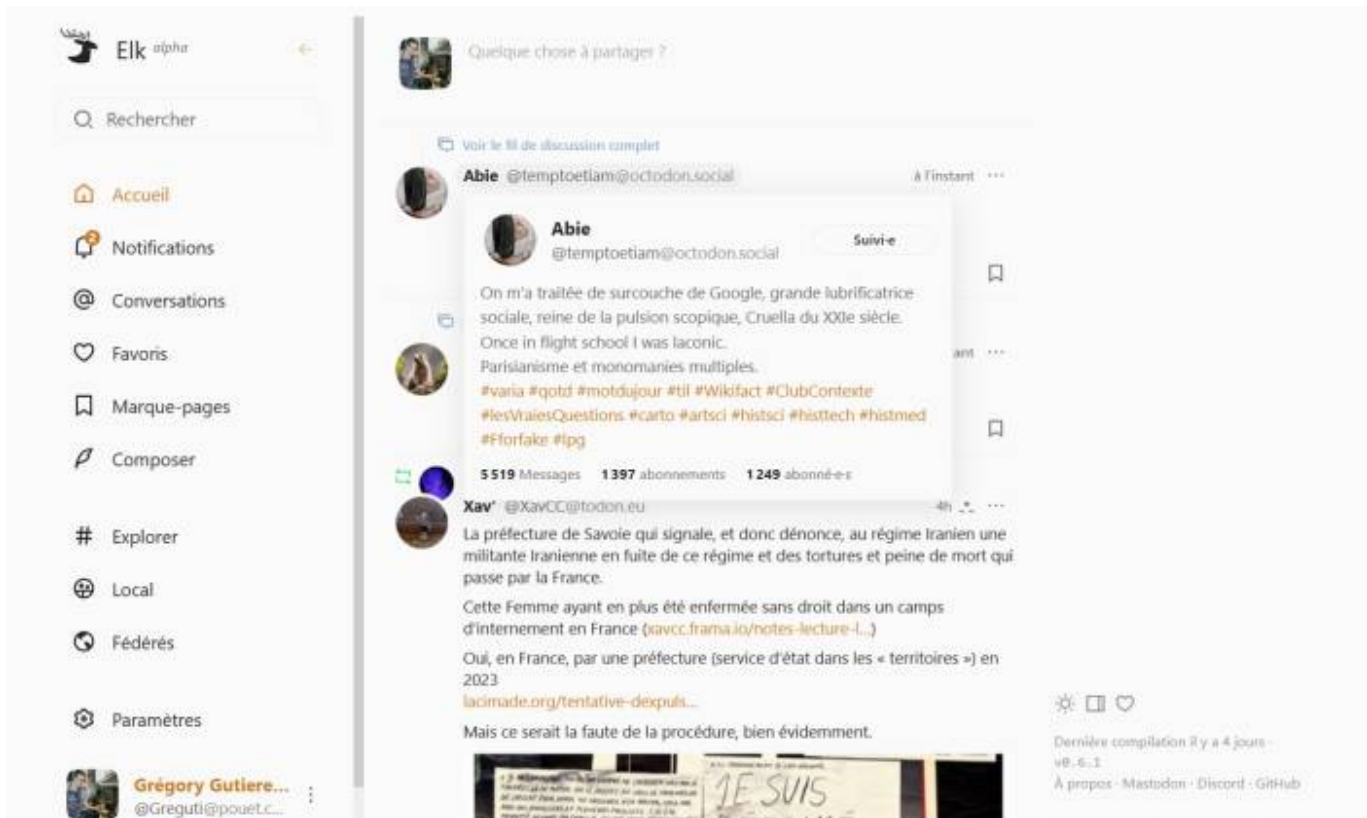 Elk alpha
Rechercher
Accueil
2
Notifications
Conversations
Favoris
Marque-pages
Composer
Explorer
Local
Fédérés
Paramètres
Grégory Gutiere...
@Greguti@pouet.c...
Quelque chose à partager ?
Voir le fil de discussion complet
Abie @temptoetiam@octodon.social à l'instant
Abie
@temptoetiam@octodon.social
Suivi·e
On m'a traitée de surcouche de Google, grande lubrificatrice
sociale, reine de la pulsion scopique, Cruella du XXIe siècle.
Once in flight school I was laconic.
Parisianisme et monomanies multiples.
#varia #qotd #motdujour #til #Wikifact #ClubContexte
#lesVraiesQuestions #carto #artsci #histsci #histtech #histmed
#Fforfake #lpg
5 519 Messages 1 397 abonnements 1 249 abonné·e·s
ant
Xav' @XavCC@todon.eu 4h
La préfecture de Savoie qui signale, et donc dénonce, au régime Iranien une
militante Iranienne en fuite de ce régime et des tortures et peine de mort qui
passe par la France.
Cette Femme ayant en plus été enfermée sans droit dans un camps
d'internement en France (xavcc.frama.io/notes-lecture-l...)
Oui, en France, par une préfecture (service d'état dans les « territoires ») en
2023
lacimade.org/tentative-dexpuls...
Mais ce serait la faute de la procédure, bien évidemment.
JE SUIS
Dernière compilation il y a 4 jours ·
v0.6.1
À propos · Mastodon · Discord · GitHub